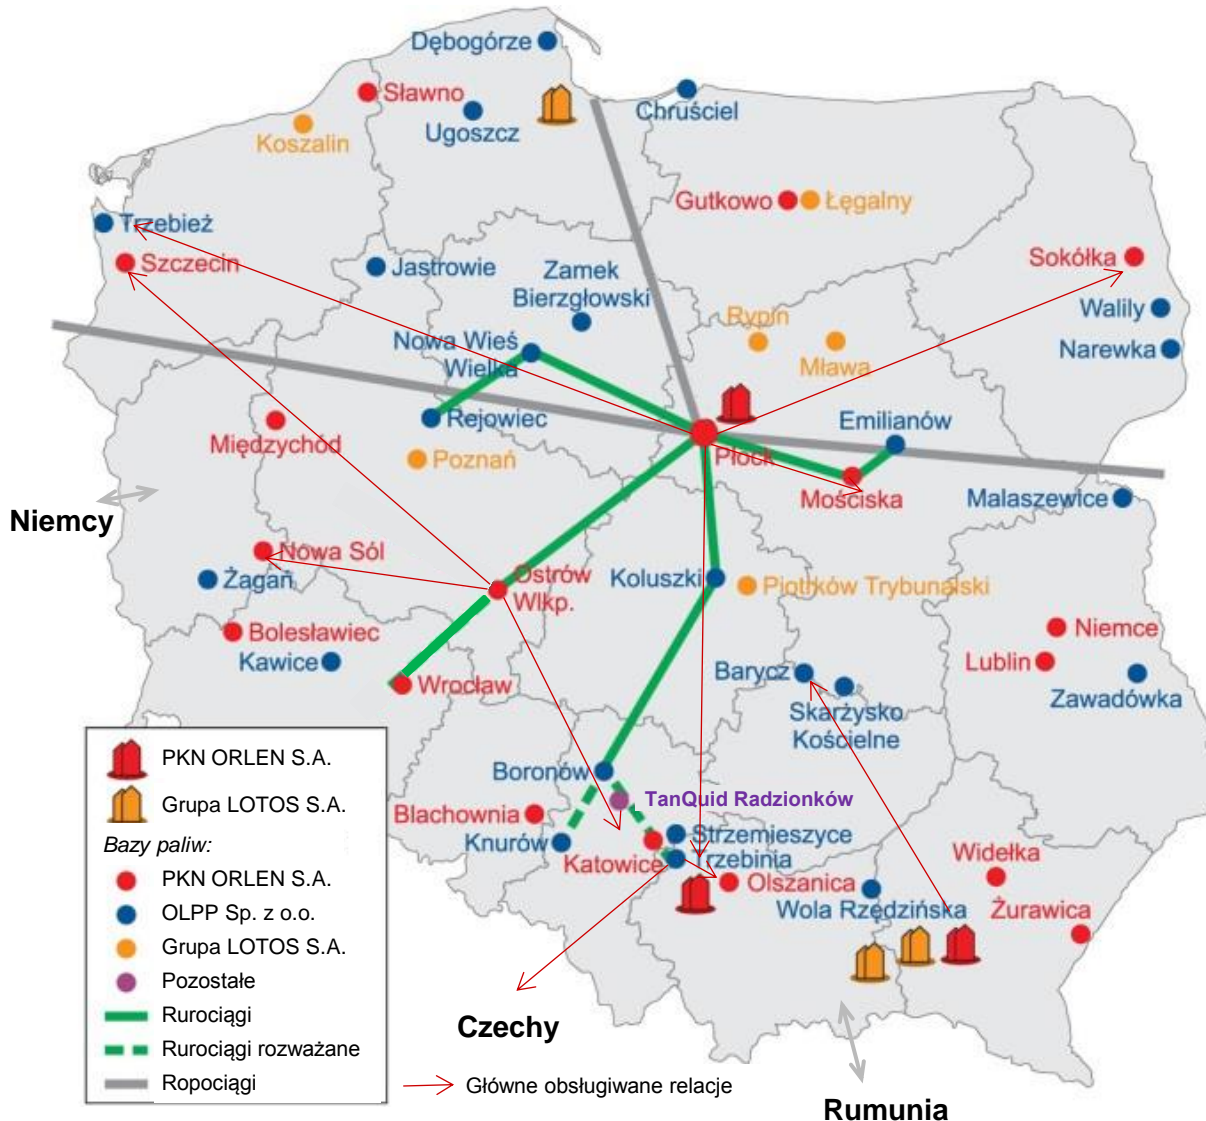 Dębogórze
Sławno
Ugoszcz
Chruściel
Koszalin
Gutkowo
Łęgalny
Trzebież
Szczecin
Jastrowie
Zamek
Bierzgłowski
Sokółka
Walily
Narewka
Nowa Wieś
Wielka
Rypin
Mława
Rejowiec
Emilianów
Międzychód
Poznań
Płock
Mościska
Malaszewice
Niemcy
Nowa Sól
Żagań
Ostrów
Wlkp.
Koluszki
Piotrków Trybunalski
Bolesławiec
Kawice
Wrocław
Niemce
Lublin
Zawadówka
Barycz
Skarżysko
Kościelne
Boronów
TanQuid Radzionków
Blachownia
Knurów
Katowice
Strzemieszyce
Trzebinia
Olszanica
Wola Rzędzińska
Widełka
Żurawica
PKN ORLEN S.A.
Grupa LOTOS S.A.
Bazy paliw:
PKN ORLEN S.A.
OLPP Sp. z o.o.
Grupa LOTOS S.A.
Pozostałe
Rurociągi
Rurociągi rozważane
Ropociągi
Główne obsługiwane relacje
Czechy
Rumunia